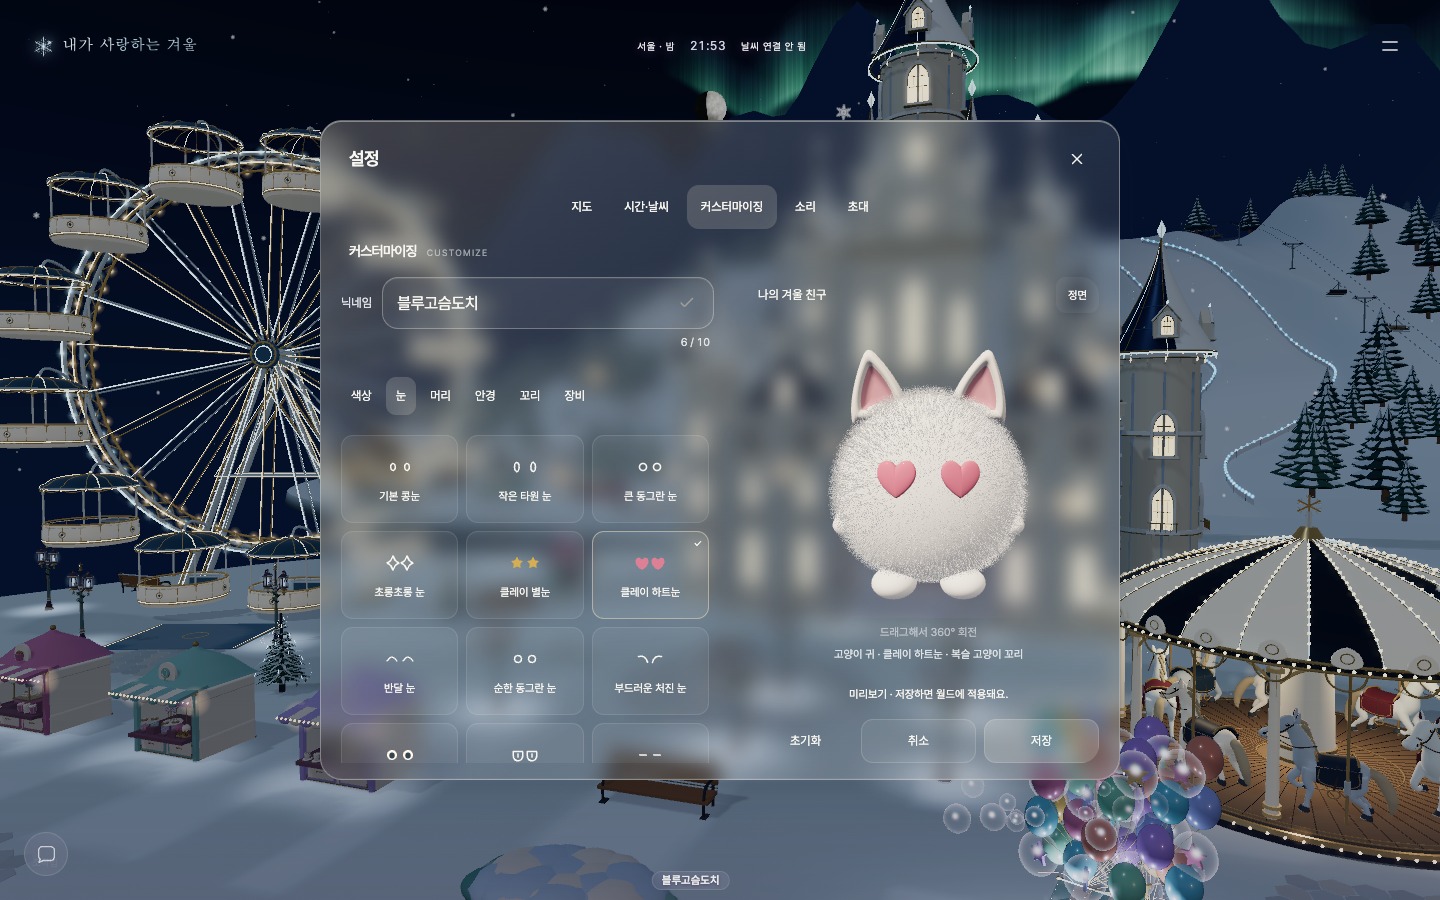 내가 사랑하는 겨울
서울 · 밤 21:53 날씨 연결 안 됨
설정
지도 시간·날씨 커스터마이징 소리 초대
커스터마이징 CUSTOMIZE
닉네임 블루고슴도치
6 / 10
나의 겨울 친구
정면
색상 눈 머리 안경 꼬리 장비
기본 콩눈 작은 타원 눈 큰 동그란 눈
초롱초롱 눈 클레이 별눈 클레이 하트눈
반달 눈 순한 동그란 눈 부드러운 처진 눈
드래그해서 360° 회전
고양이 귀 · 클레이 하트눈 · 복슬 고양이 꼬리
미리보기 · 저장하면 월드에 적용돼요.
초기화 취소 저장
블루고슴도치